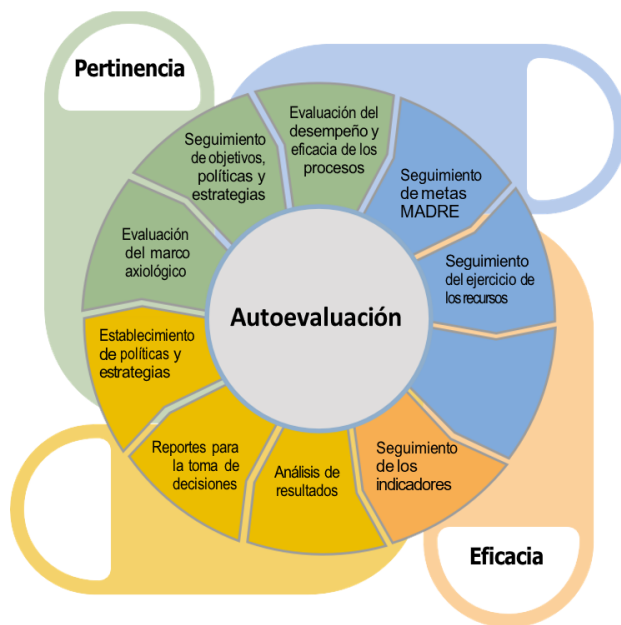 Pertinencia
Evaluación del
desempeño y
eficacia de los
procesos
Seguimiento
de objetivos,
políticas y
estrategias
Seguimiento
de metas
MADRE
Evaluación
del marco
axiológico
Seguimiento
del ejercicio de
los recursos
Autoevaluación
Establecimiento
de políticas y
estrategias
Reportes para
la toma de
decisiones
Análisis de
resultados
Seguimiento
de los
indicadores
Eficacia